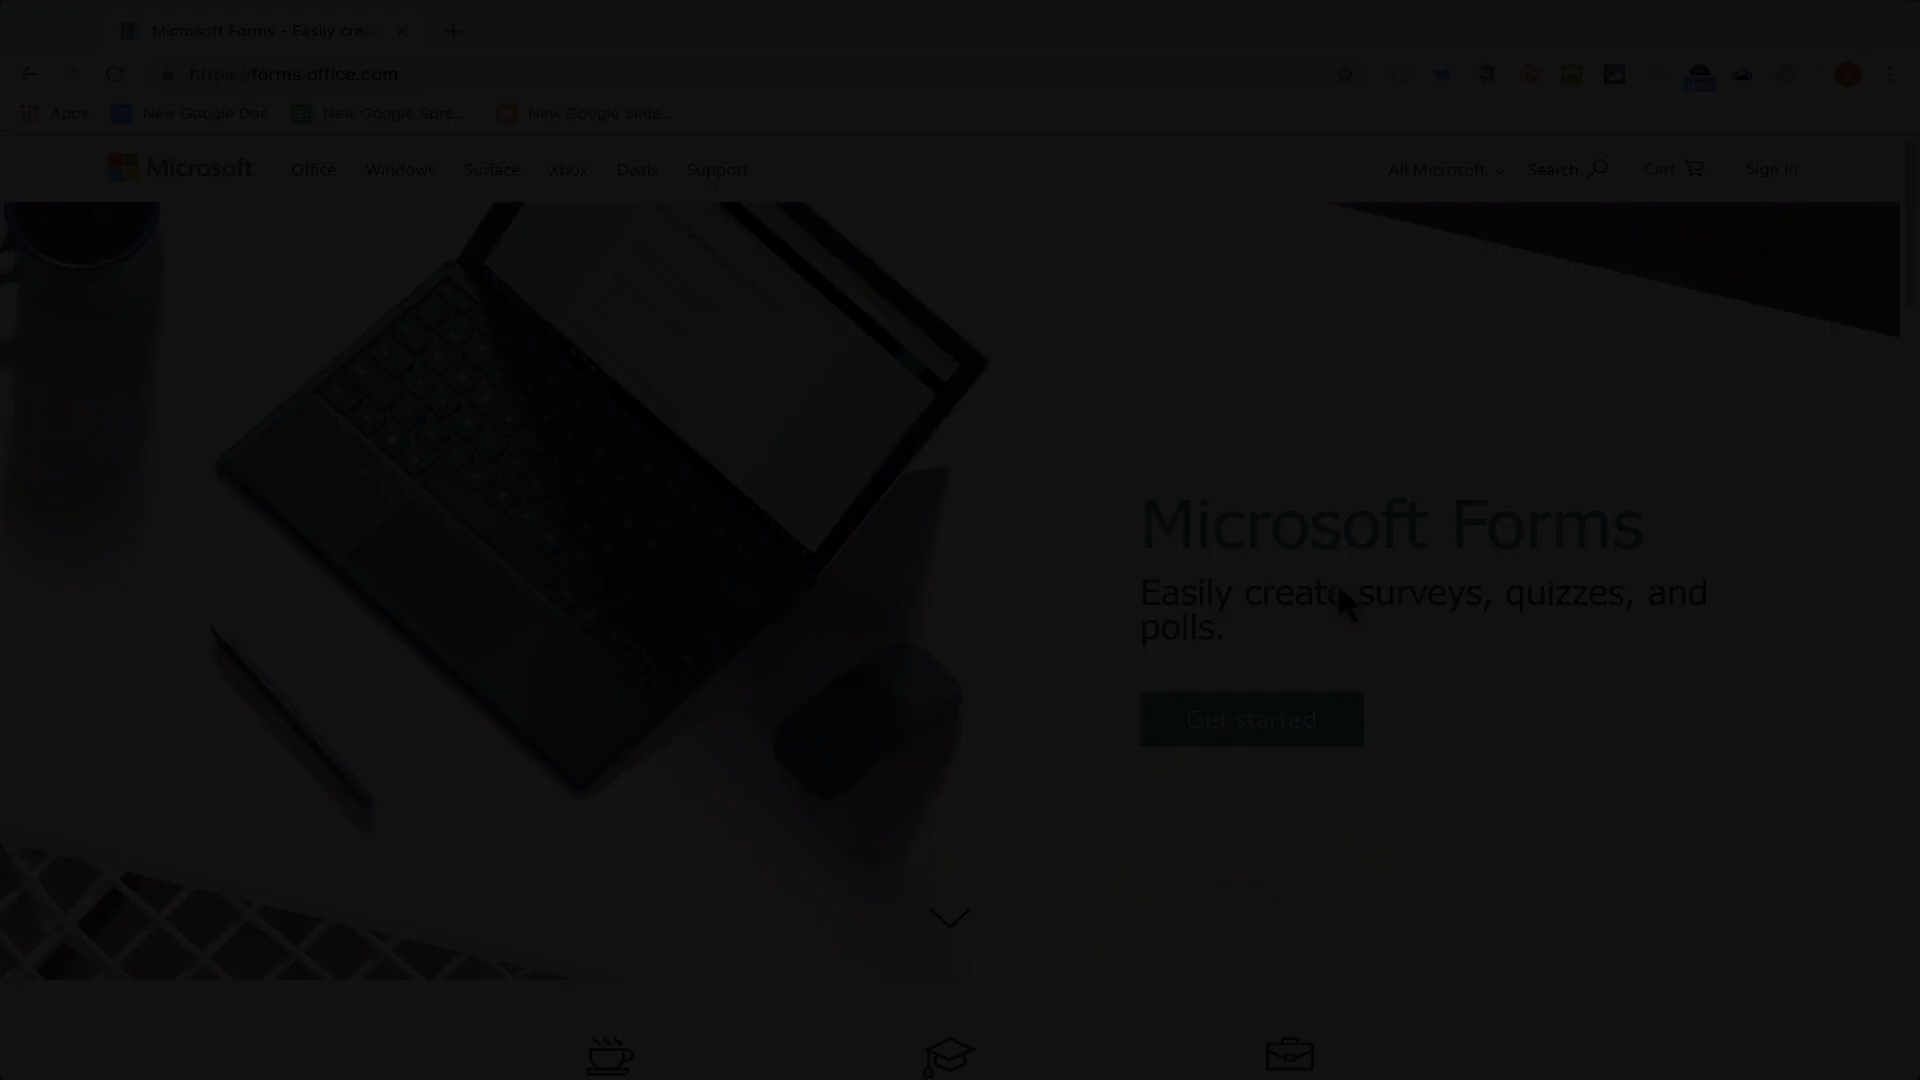 Microsoft Forms - Easily creat
https://forms.office.com
Apps New Google Doc New Google Spre... New Google Slide...
Microsoft Office Windows Surface Xbox Deals Support All Microsoft Search Cart Sign in
Microsoft Forms
Easily create surveys, quizzes, and
polls.
Get started